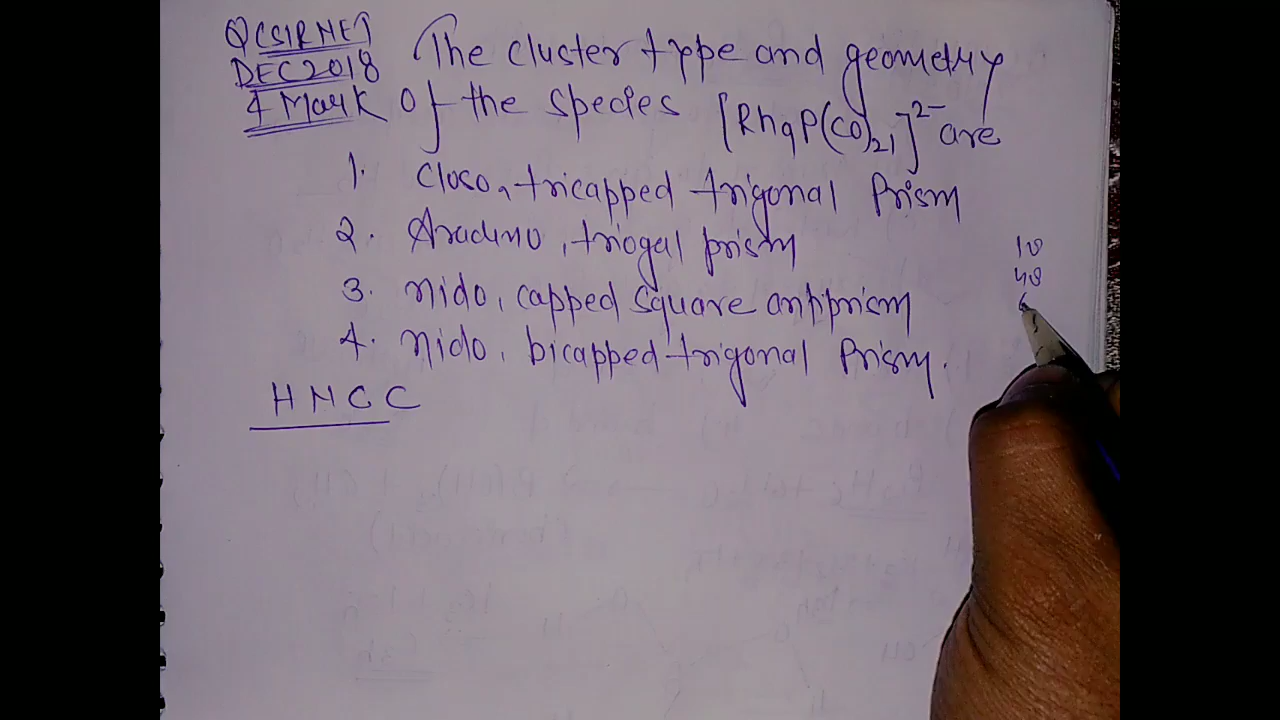 Q CSIR NET The cluster type and geometry
DEC 2018
4 Mark of the species [Rh9P(CO)21]2- are
1. closo, tricapped trigonal Prism
2. Arachno, triogal prism
3. nido, capped square antiprism
4. nido, bicapped trigonal Prism.
10
48
6
H N C C